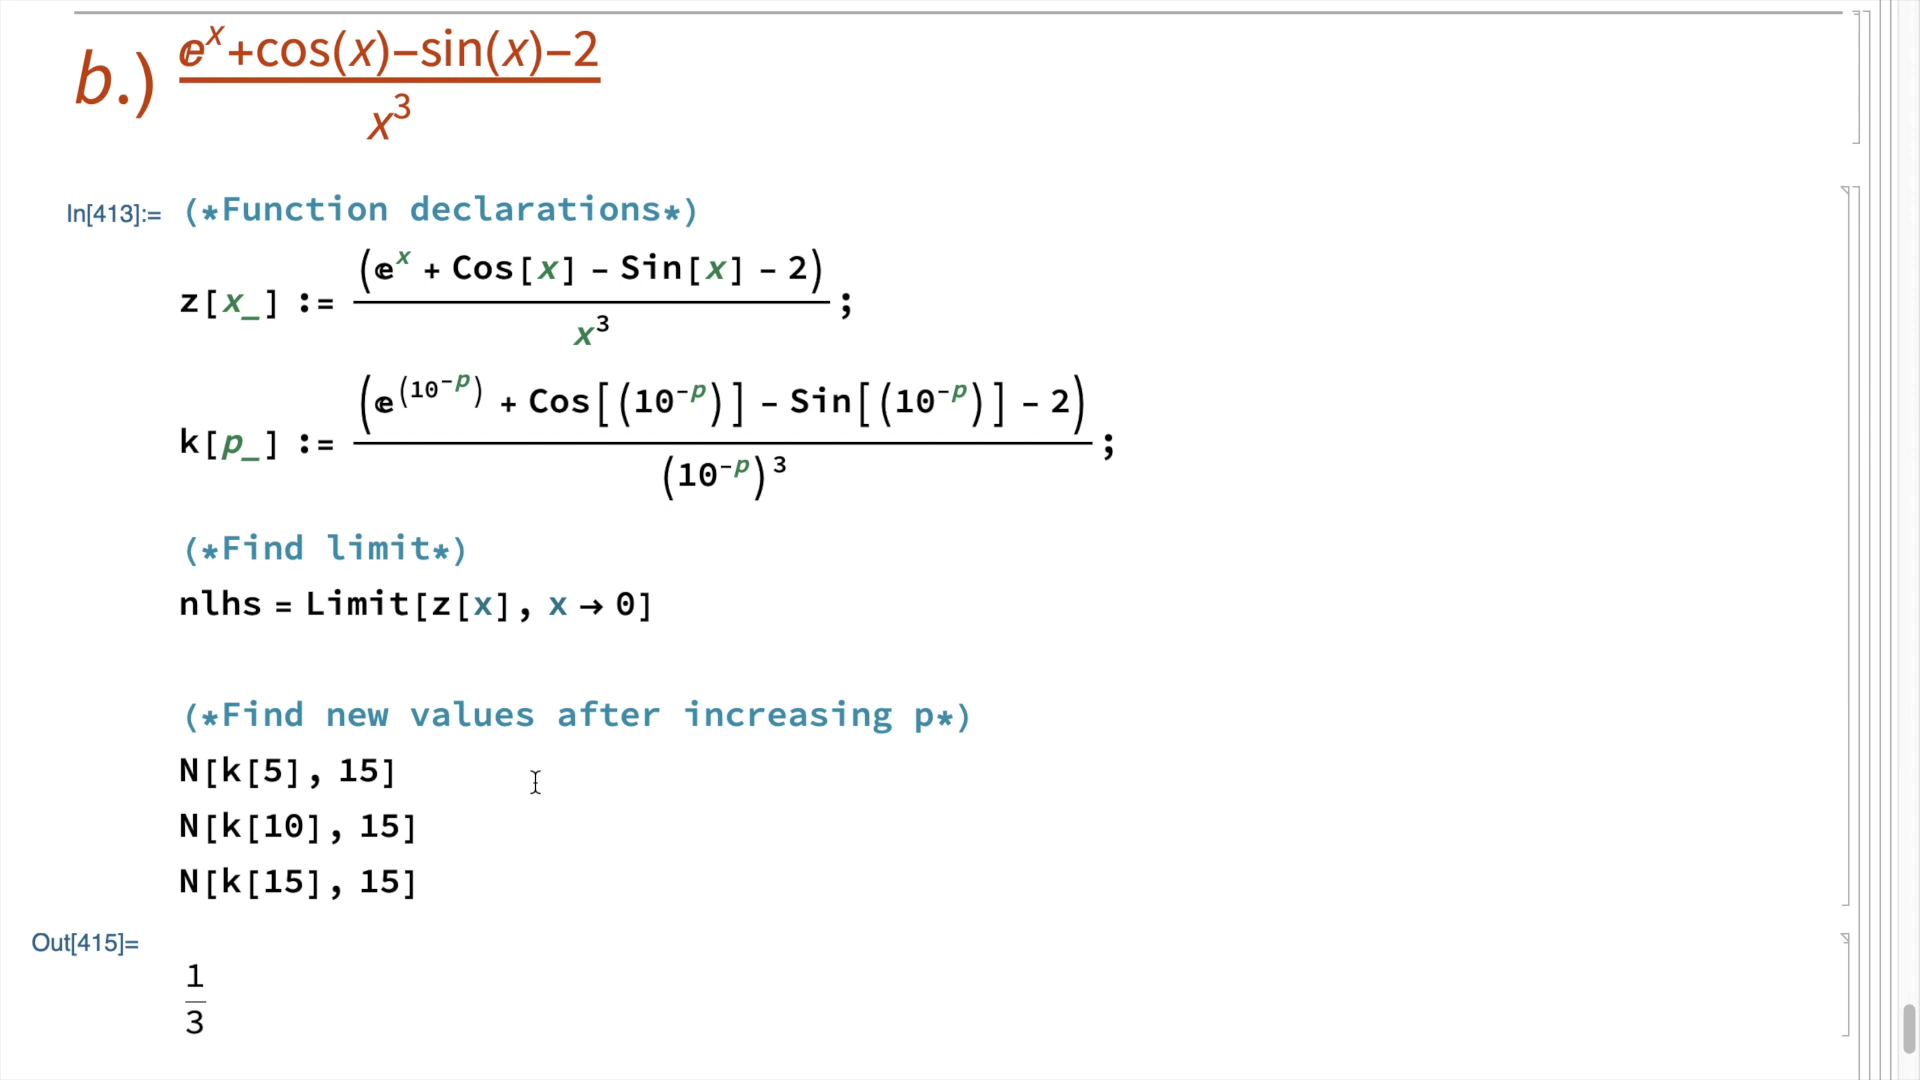 b.) (ℯ^x+cos(x)−sin(x)−2)/x^3
In[413]:= (*Function declarations*)
z[x_] := (ℯ^x + Cos[x] - Sin[x] - 2)/x^3;
k[p_] := (ℯ^(10^-p) + Cos[(10^-p)] - Sin[(10^-p)] - 2)/(10^-p)^3;
(*Find limit*)
nlhs = Limit[z[x], x → 0]
(*Find new values after increasing p*)
N[k[5], 15]
N[k[10], 15]
N[k[15], 15]
Out[415]=
1/3